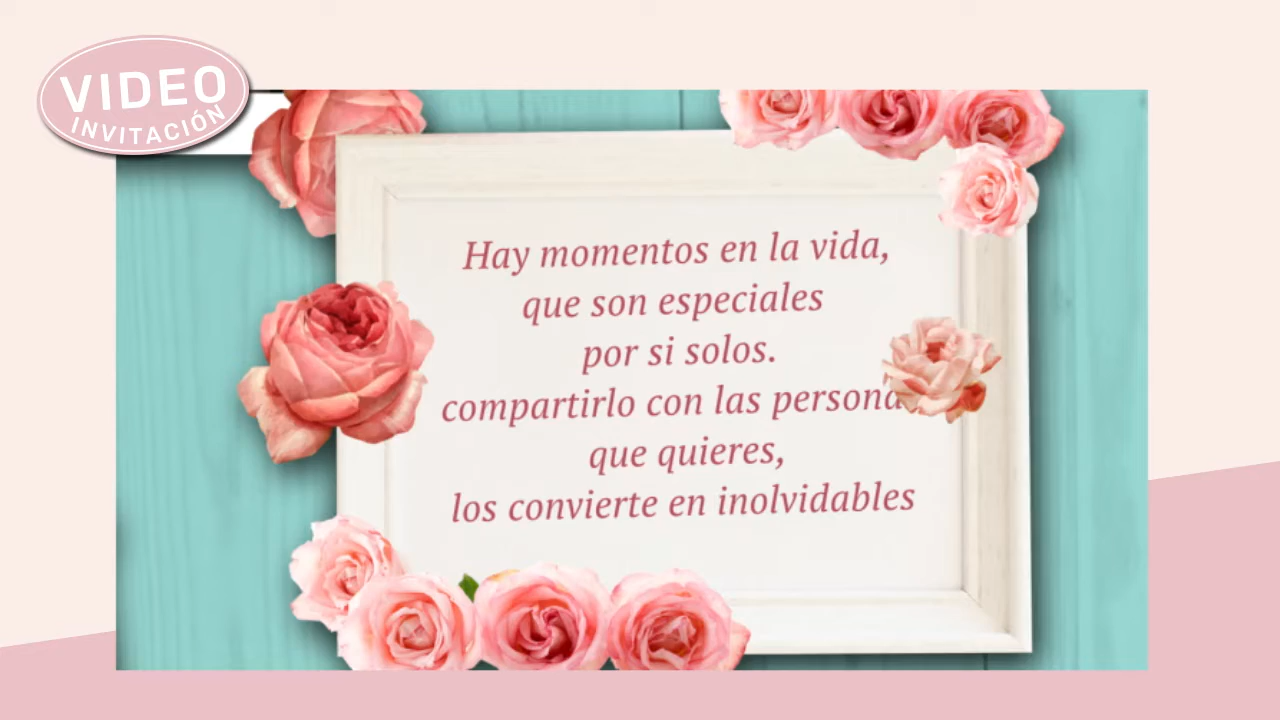 VIDEO
INVITACIÓN
Hay momentos en la vida,
que son especiales
por si solos.
compartirlo con las
que quieres,
los convierte en inolvidables